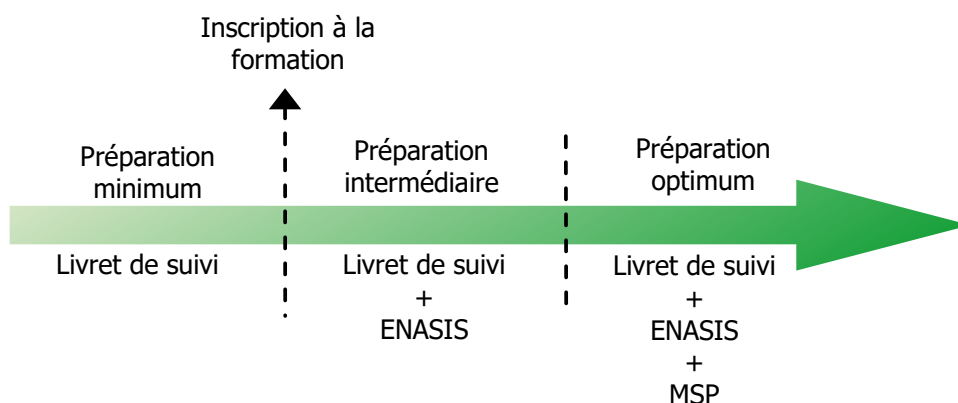 Inscription à la
formation
Préparation
minimum
Préparation
intermédiaire
Préparation
optimum
Livret de suivi
Livret de suivi
+
ENASIS
Livret de suivi
+
ENASIS
+
MSP